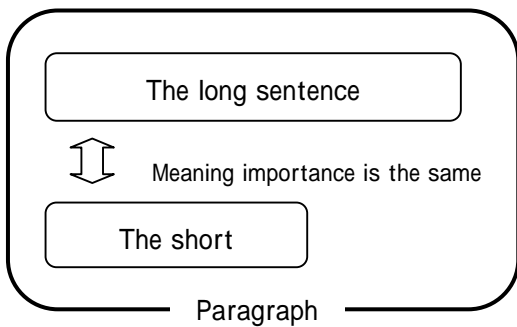 The long sentence
Meaning importance is the same
The short
Paragraph